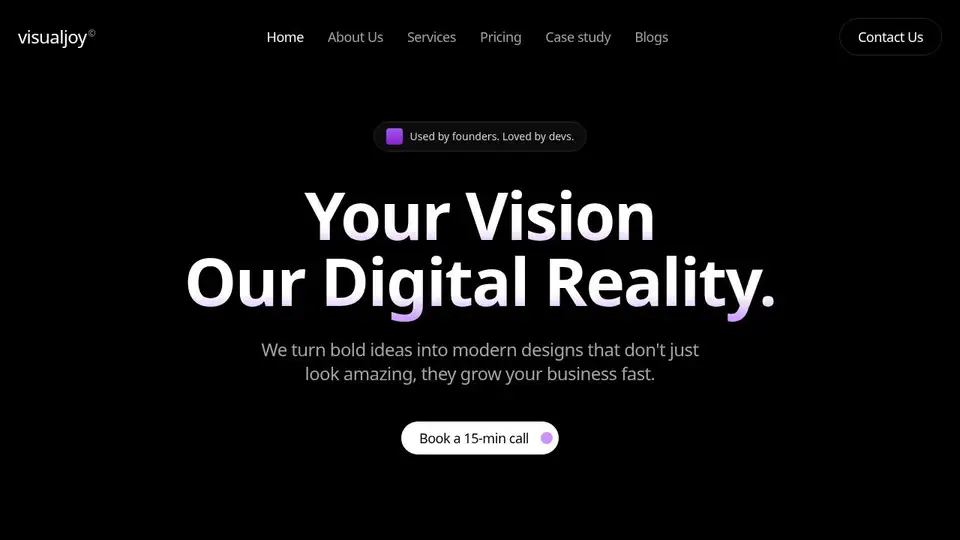 visualjoy©
Home
About Us
Services
Pricing
Case study
Blogs
Contact Us
Used by founders. Loved by devs.
Your Vision
Our Digital Reality.
We turn bold ideas into modern designs that don't just
look amazing, they grow your business fast.
Book a 15-min call